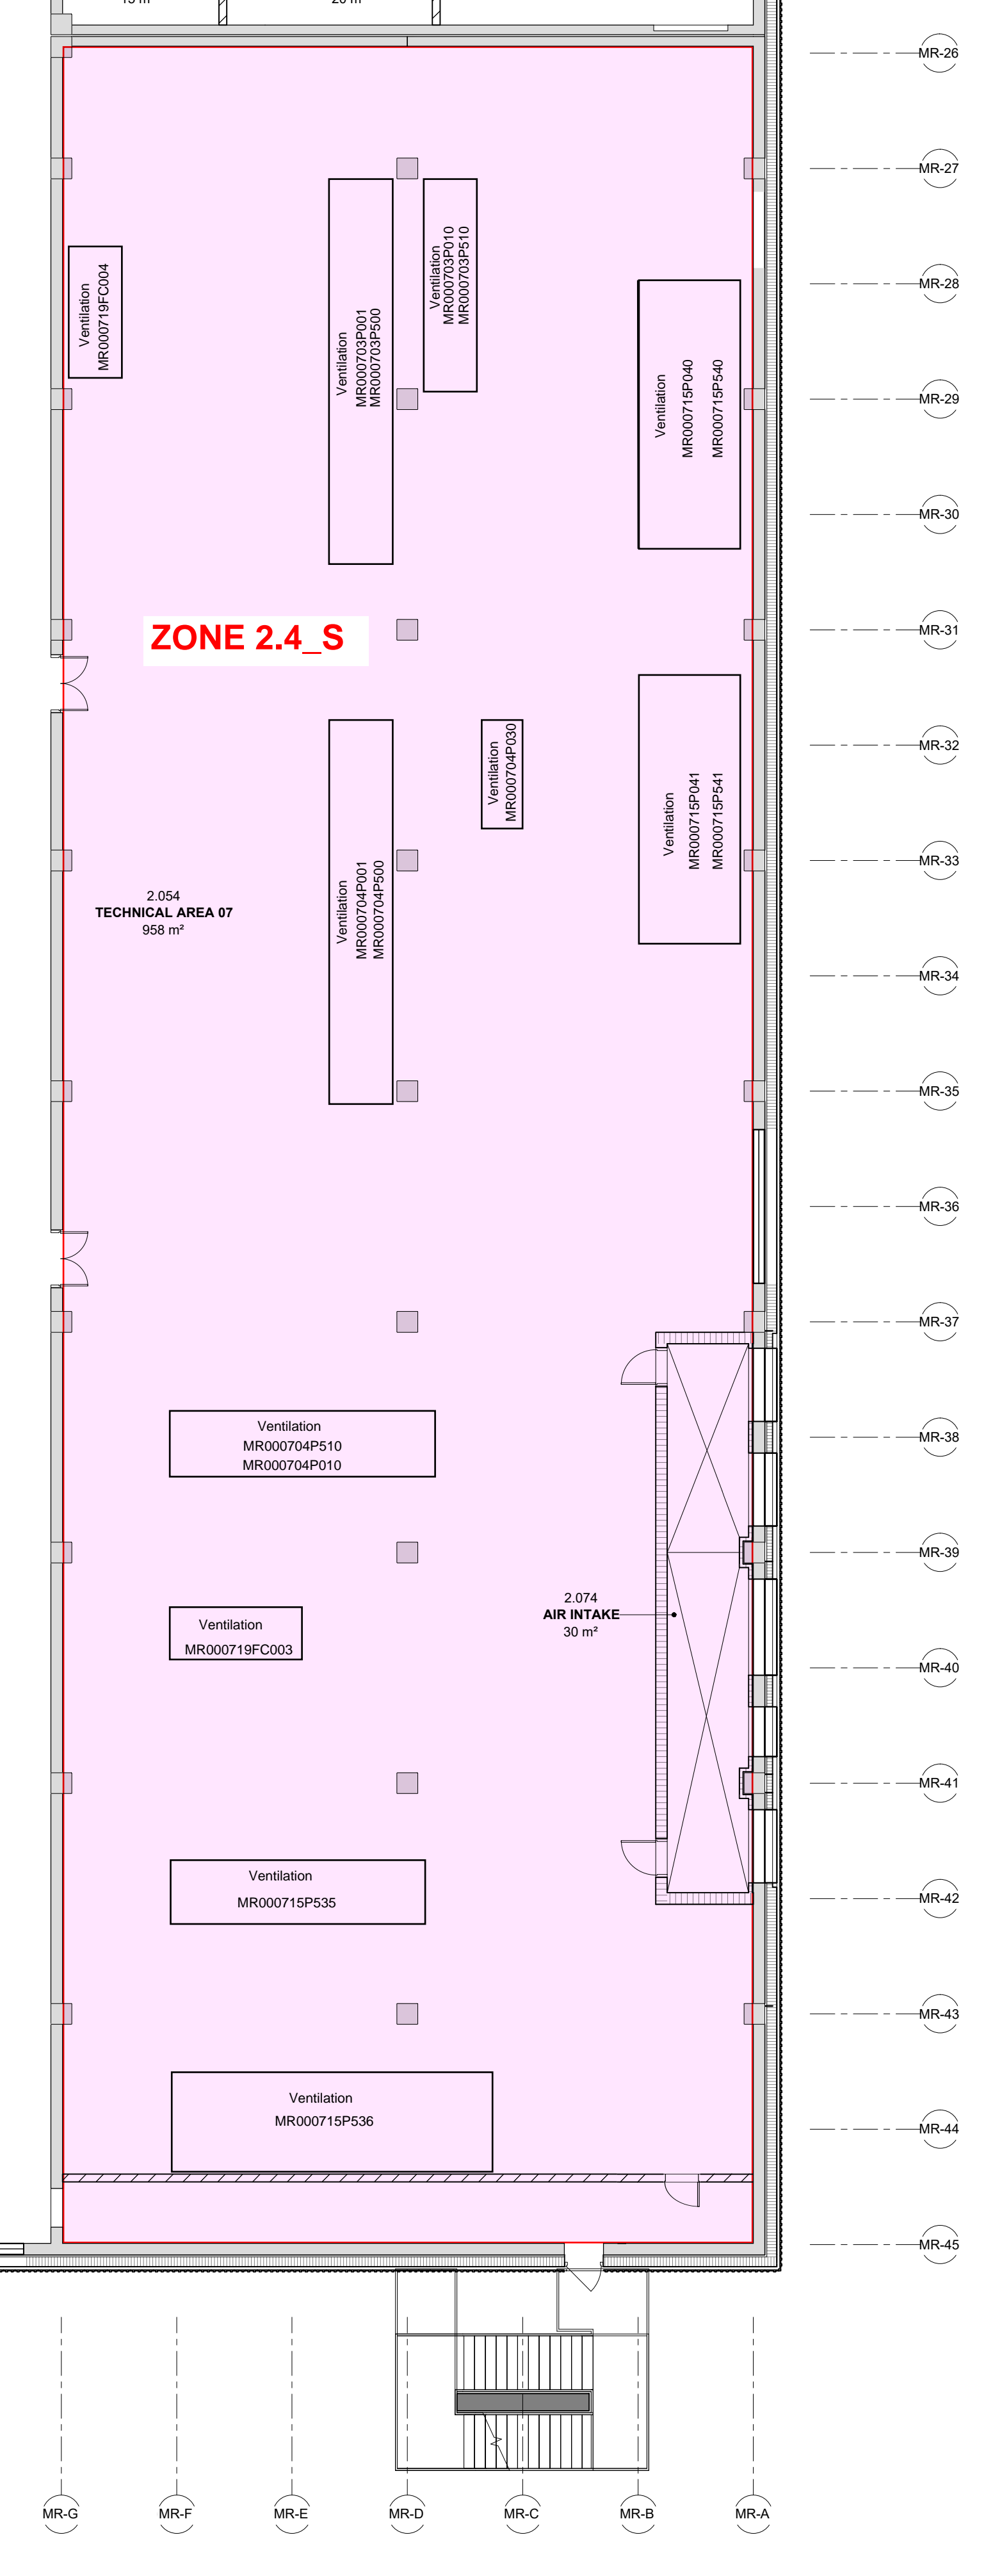 15 m²
20 m²
MR-26
MR-27
Ventilation
MR000719FC004
Ventilation
MR000703P001
MR000703P500
Ventilation
MR000703P010
MR000703P510
MR-28
Ventilation
MR000715P040
MR000715P540
MR-29
MR-30
ZONE 2.4_S
MR-31
MR-32
Ventilation
MR000704P030
Ventilation
MR000715P041
MR000715P541
MR-33
2.054
TECHNICAL AREA 07
958 m²
Ventilation
MR000704P001
MR000704P500
MR-34
MR-35
MR-36
MR-37
Ventilation
MR000704P510
MR000704P010
MR-38
MR-39
2.074
AIR INTAKE
30 m²
Ventilation
MR000719FC003
MR-40
MR-41
Ventilation
MR000715P535
MR-42
MR-43
Ventilation
MR000715P536
MR-44
MR-45
MR-G
MR-F
MR-E
MR-D
MR-C
MR-B
MR-A